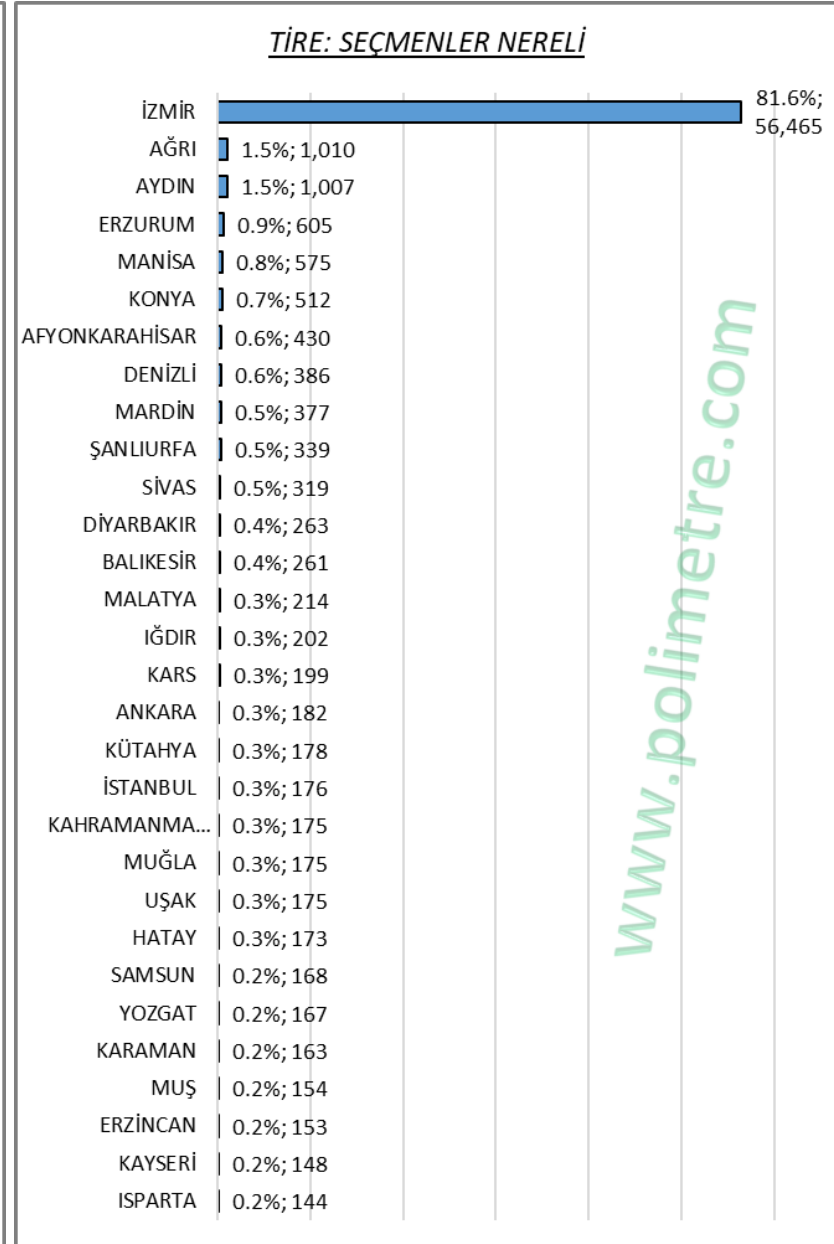 TİRE: SEÇMENLER NERELİ
İZMİR 81.6%; 56,465
AĞRI 1.5%; 1,010
AYDIN 1.5%; 1,007
ERZURUM 0.9%; 605
MANİSA 0.8%; 575
KONYA 0.7%; 512
AFYONKARAHİSAR 0.6%; 430
DENİZLİ 0.6%; 386
MARDİN 0.5%; 377
ŞANLIURFA 0.5%; 339
SİVAS 0.5%; 319
DİYARBAKIR 0.4%; 263
BALIKESİR 0.4%; 261
MALATYA 0.3%; 214
IĞDIR 0.3%; 202
KARS 0.3%; 199
ANKARA 0.3%; 182
KÜTAHYA 0.3%; 178
İSTANBUL 0.3%; 176
KAHRAMANMA... 0.3%; 175
MUĞLA 0.3%; 175
UŞAK 0.3%; 175
HATAY 0.3%; 173
SAMSUN 0.2%; 168
YOZGAT 0.2%; 167
KARAMAN 0.2%; 163
MUŞ 0.2%; 154
ERZİNCAN 0.2%; 153
KAYSERİ 0.2%; 148
ISPARTA 0.2%; 144
www.polimetre.com